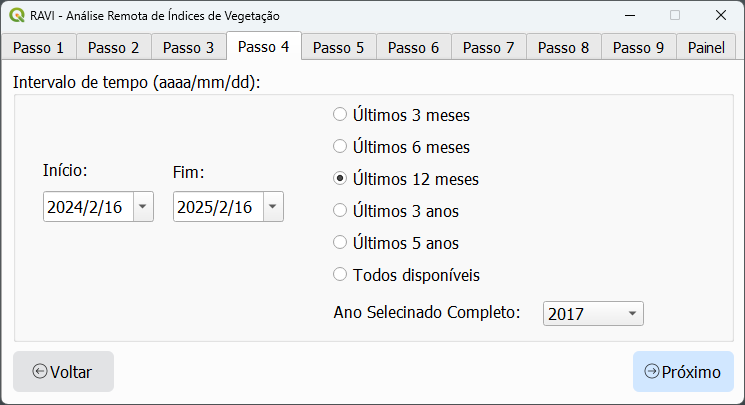 RAVI - Análise Remota de Índices de Vegetação
Passo 1 Passo 2 Passo 3 Passo 4 Passo 5 Passo 6 Passo 7 Passo 8 Passo 9 Painel
Intervalo de tempo (aaaa/mm/dd):
Início: Fim:
2024/2/16 2025/2/16
Últimos 3 meses
Últimos 6 meses
Últimos 12 meses
Últimos 3 anos
Últimos 5 anos
Todos disponíveis
Ano Selecinado Completo: 2017
Voltar Próximo